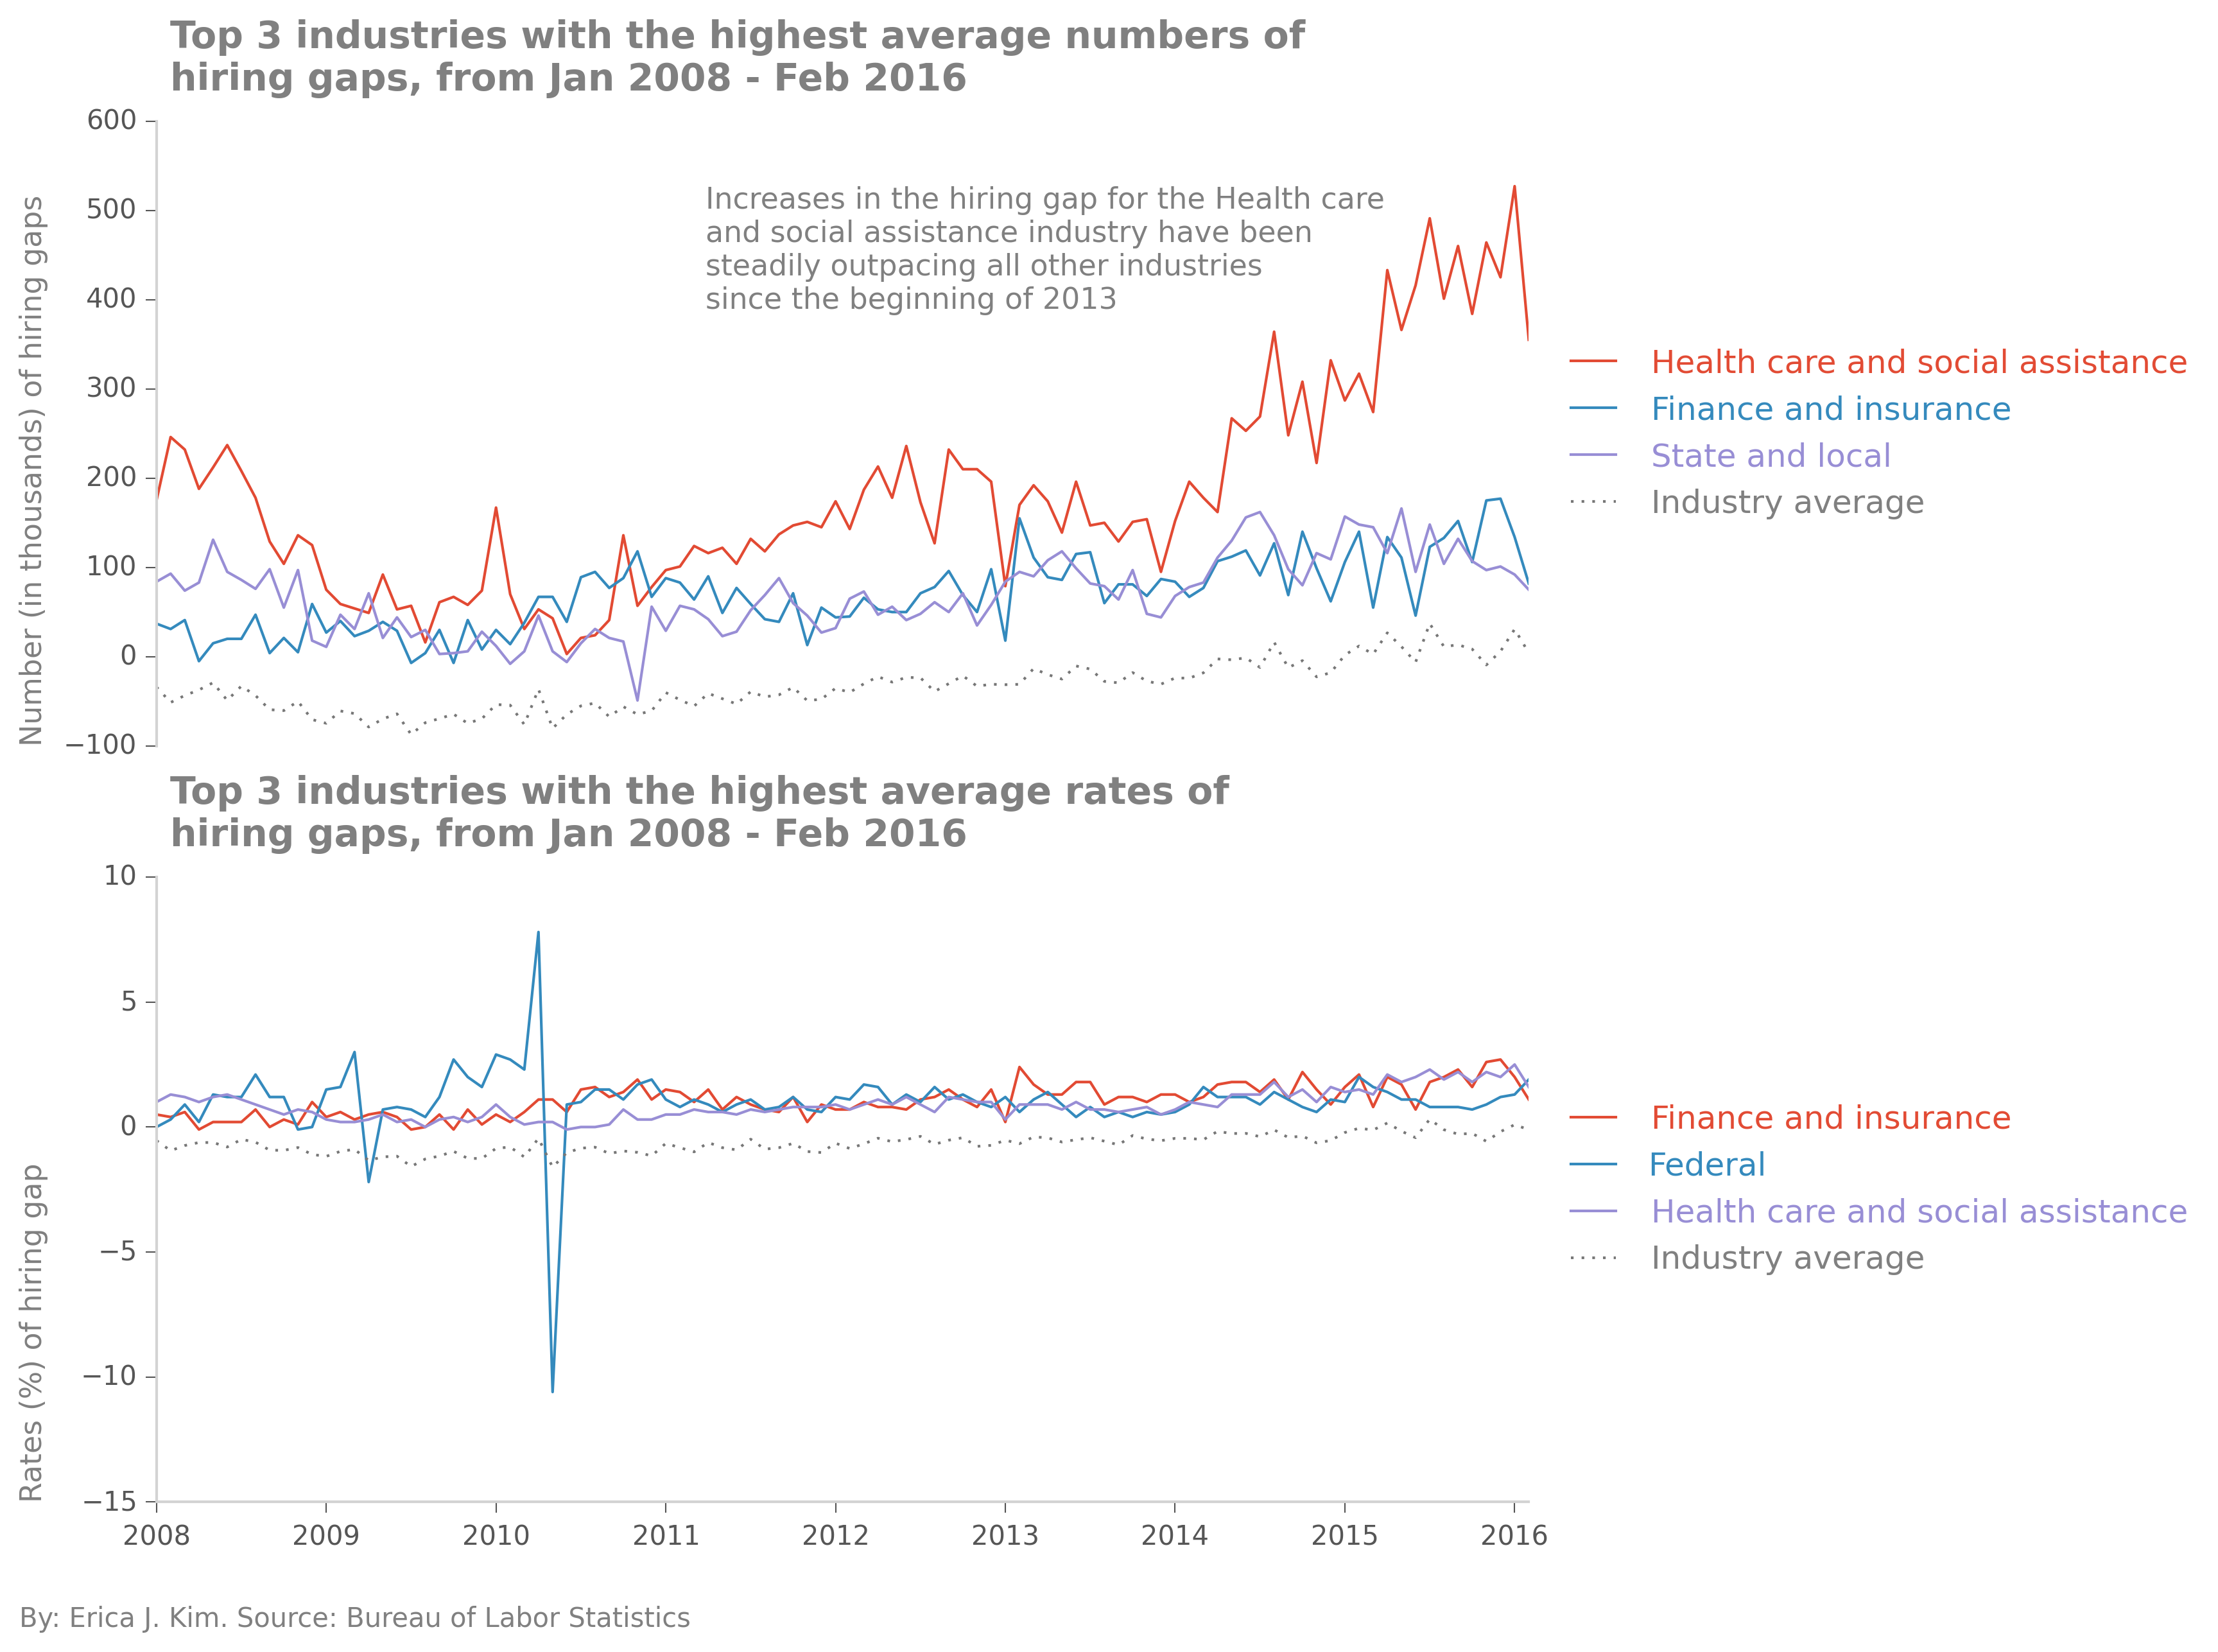 Top 3 industries with the highest average numbers of
hiring gaps, from Jan 2008 - Feb 2016
Number (in thousands) of hiring gaps
600
500
400
300
200
100
0
−100
Increases in the hiring gap for the Health care
and social assistance industry have been
steadily outpacing all other industries
since the beginning of 2013
Health care and social assistance
Finance and insurance
State and local
Industry average
Top 3 industries with the highest average rates of
hiring gaps, from Jan 2008 - Feb 2016
Rates (%) of hiring gap
10
5
0
−5
−10
−15
2008 2009 2010 2011 2012 2013 2014 2015 2016
Finance and insurance
Federal
Health care and social assistance
Industry average
By: Erica J. Kim. Source: Bureau of Labor Statistics